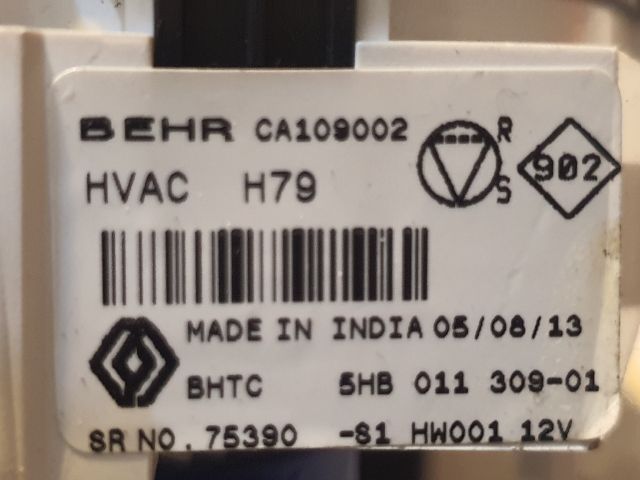 BEHR CA109002
R
S
902
HVAC H79
MADE IN INDIA 05/08/13
BHTC 5HB 011 309-01
SR NO. 75390 -S1 HW001 12V